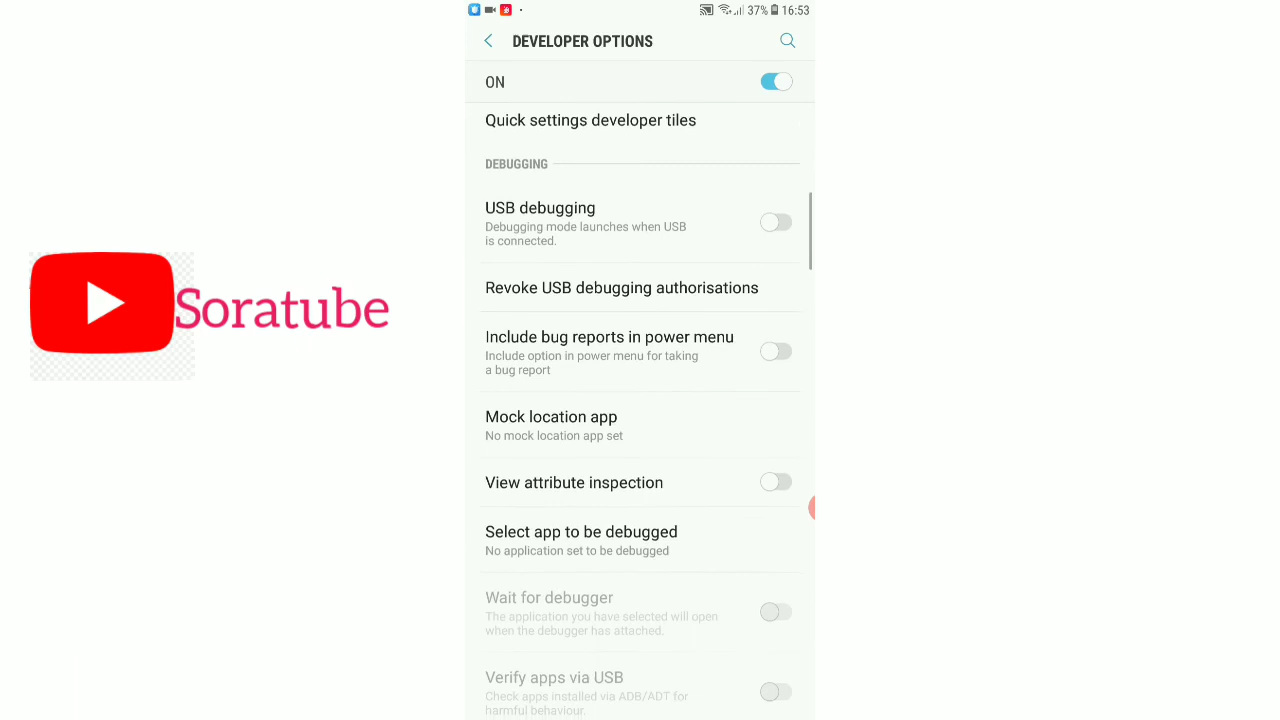 37% 16:53
DEVELOPER OPTIONS
ON
Quick settings developer tiles
DEBUGGING
USB debugging
Debugging mode launches when USB
is connected.
Revoke USB debugging authorisations
Include bug reports in power menu
Include option in power menu for taking
a bug report
Mock location app
No mock location app set
View attribute inspection
Select app to be debugged
No application set to be debugged
Wait for debugger
The application you have selected will open
when the debugger has attached.
Verify apps via USB
Check apps installed via ADB/ADT for
harmful behaviour.
Soratube